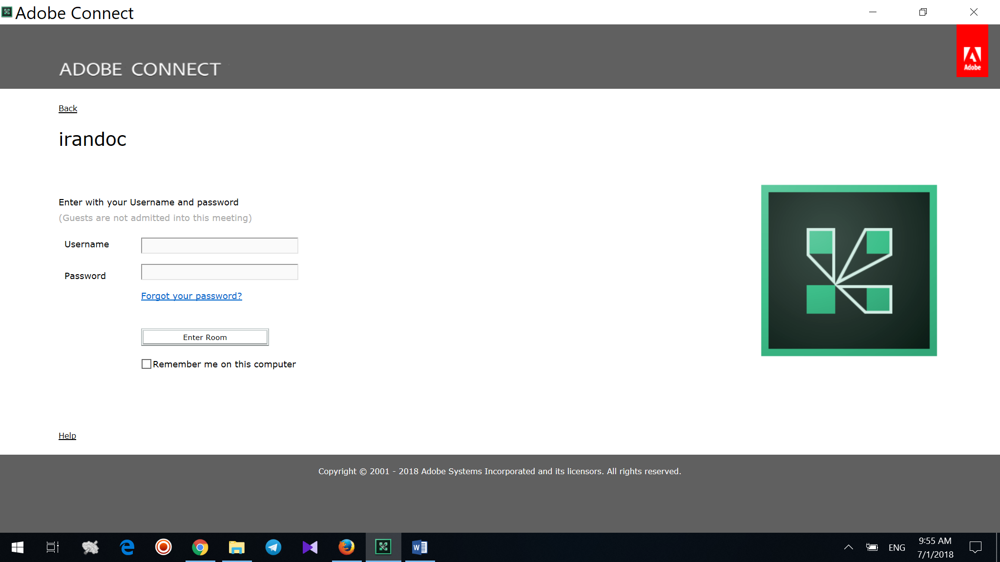 Adobe Connect
ADOBE CONNECT
Adobe
Back
irandoc
Enter with your Username and password
(Guests are not admitted into this meeting)
Username
Password
Forgot your password?
Enter Room
Remember me on this computer
Help
Copyright © 2001 - 2018 Adobe Systems Incorporated and its licensors. All rights reserved.
ENG
9:55 AM
7/1/2018